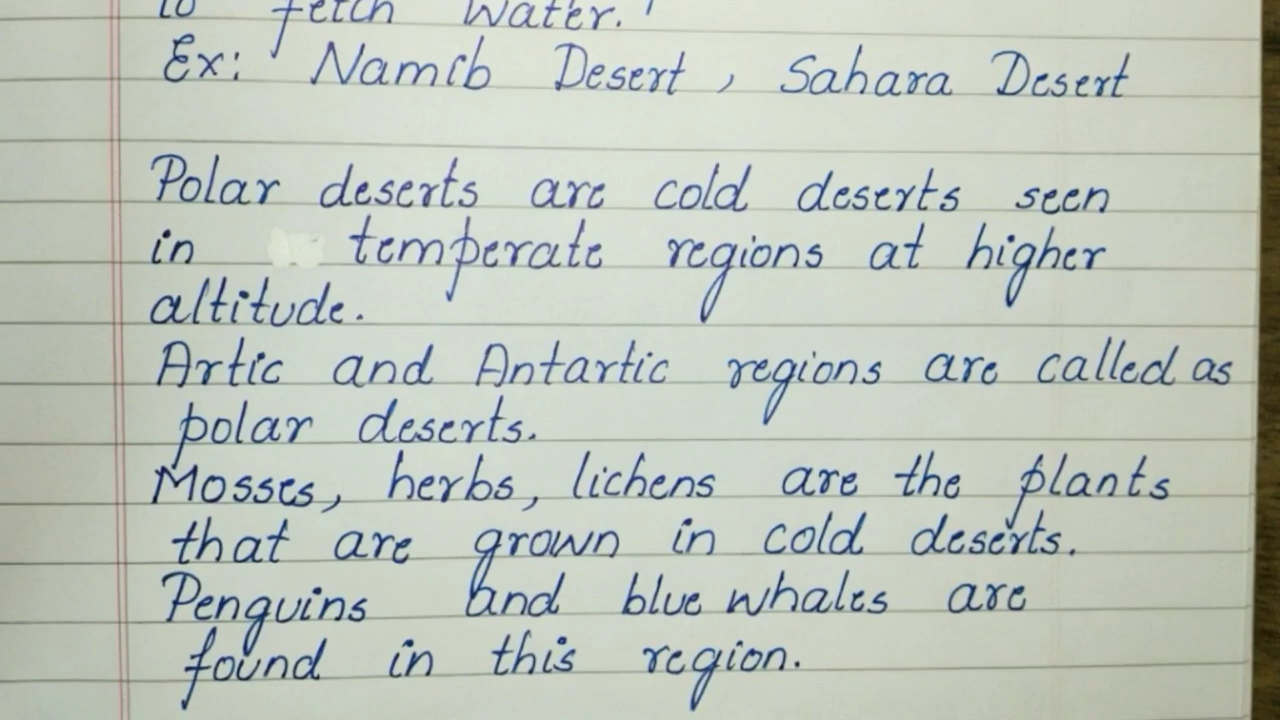 to fetch water.
Ex: Namib Desert, Sahara Desert
Polar deserts are cold deserts seen
in temperate regions at higher
altitude.
Artic and Antartic regions are called as
polar deserts.
Mosses, herbs, lichens are the plants
that are grown in cold deserts.
Penguins and blue whales are
found in this region.